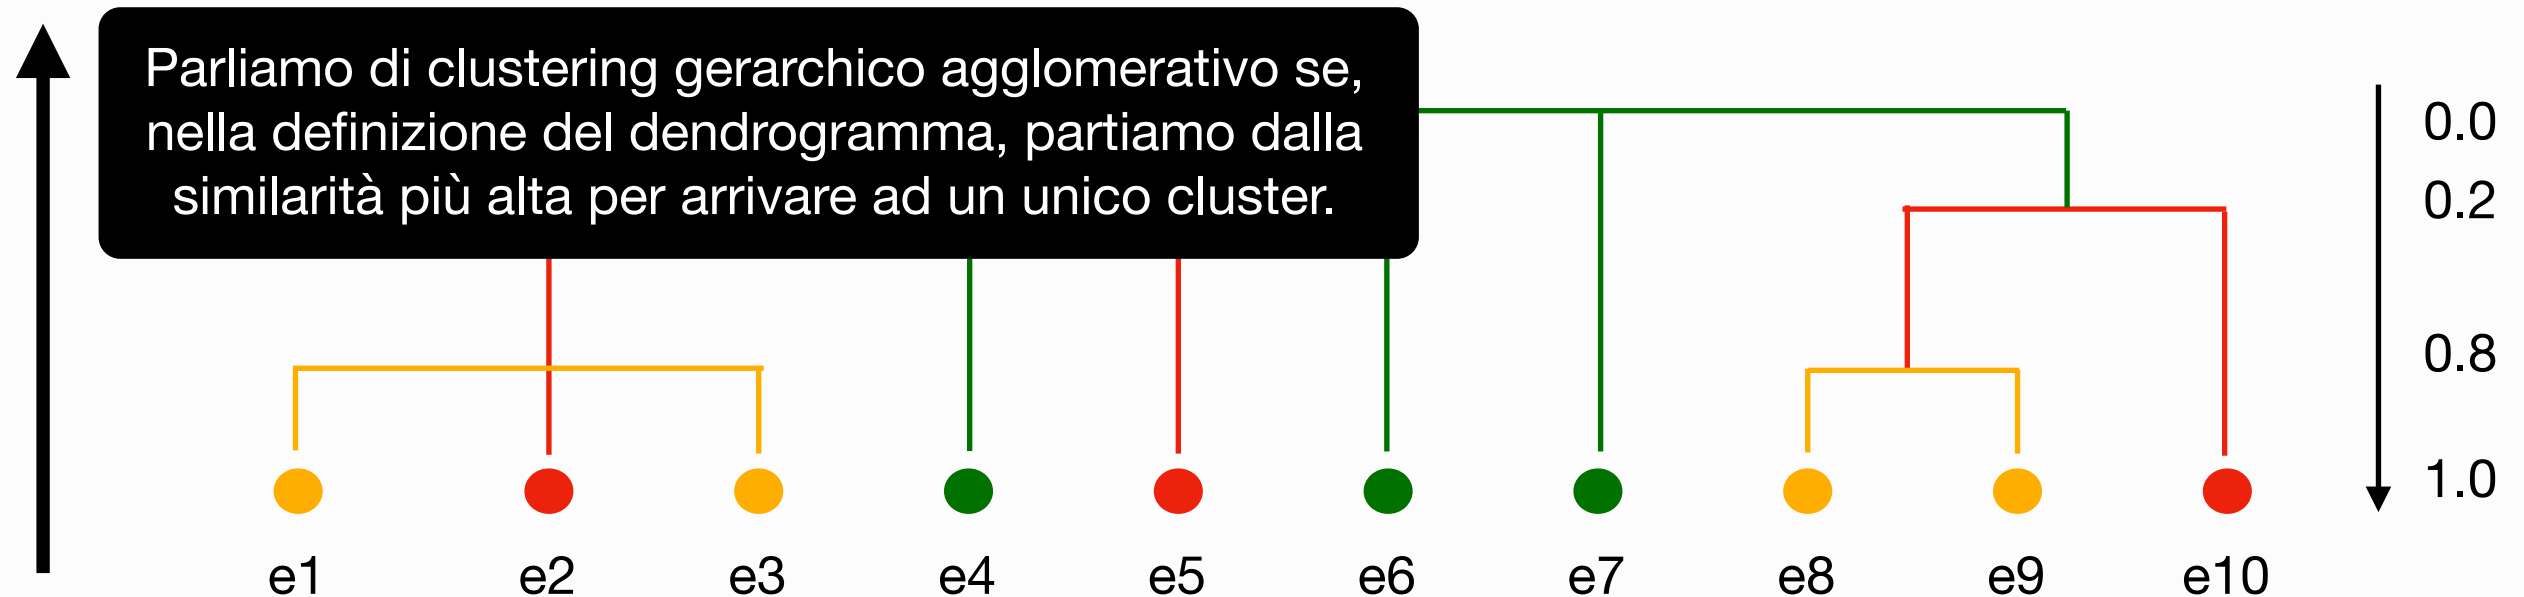 Parliamo di clustering gerarchico agglomerativo se,
nella definizione del dendrogramma, partiamo dalla
similarità più alta per arrivare ad un unico cluster.
0.0
0.2
0.8
1.0
e1 e2 e3 e4 e5 e6 e7 e8 e9 e10